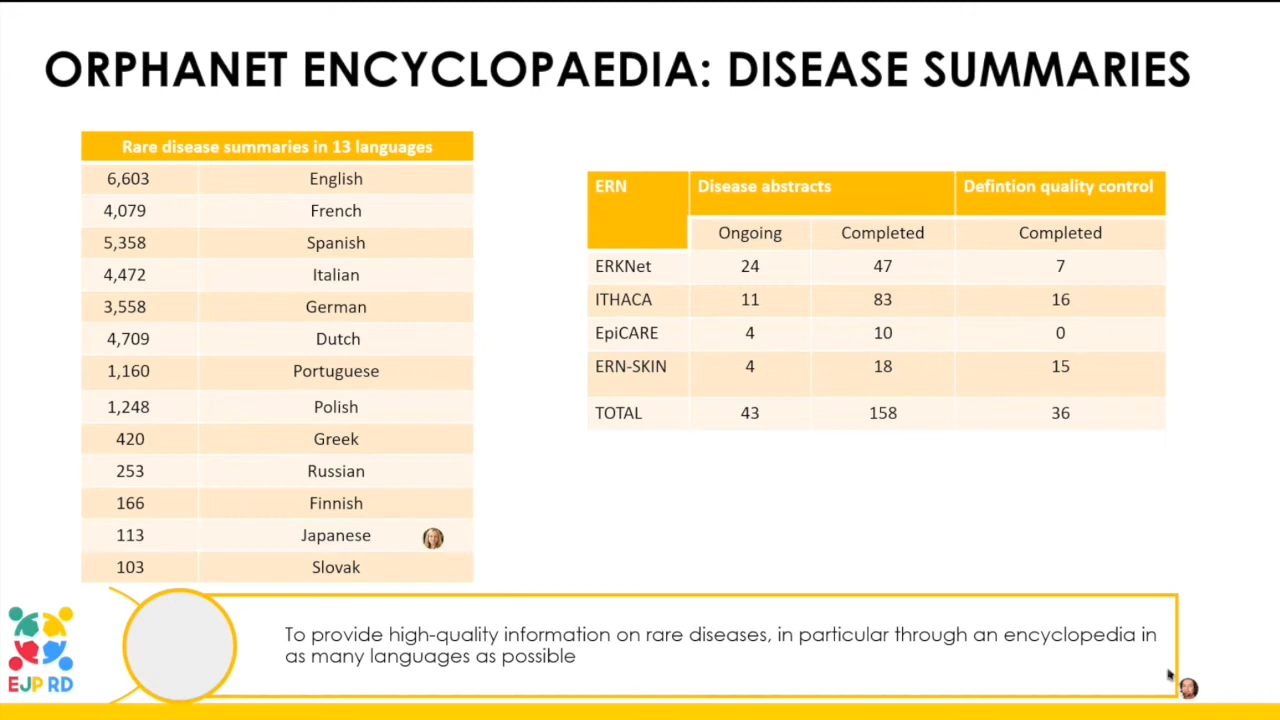 ORPHANET ENCYCLOPAEDIA: DISEASE SUMMARIES
Rare disease summaries in 13 languages
6,603 English
4,079 French
5,358 Spanish
4,472 Italian
3,558 German
4,709 Dutch
1,160 Portuguese
1,248 Polish
420 Greek
253 Russian
166 Finnish
113 Japanese
103 Slovak
ERN Disease abstracts Defintion quality control
Ongoing Completed Completed
ERKNet 24 47 7
ITHACA 11 83 16
EpiCARE 4 10 0
ERN-SKIN 4 18 15
TOTAL 43 158 36
To provide high-quality information on rare diseases, in particular through an encyclopedia in
as many languages as possible
EJP RD